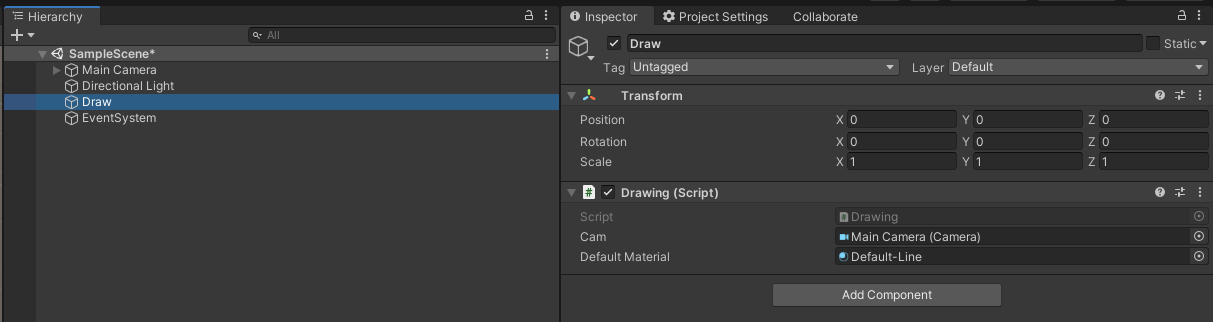 Hierarchy
All
SampleScene*
Main Camera
Directional Light
Draw
EventSystem
Inspector Project Settings Collaborate
Draw Static
Tag Untagged Layer Default
Transform
Position X 0 Y 0 Z 0
Rotation X 0 Y 0 Z 0
Scale X 1 Y 1 Z 1
# Drawing (Script)
Script # Drawing
Cam Main Camera (Camera)
Default Material Default-Line
Add Component